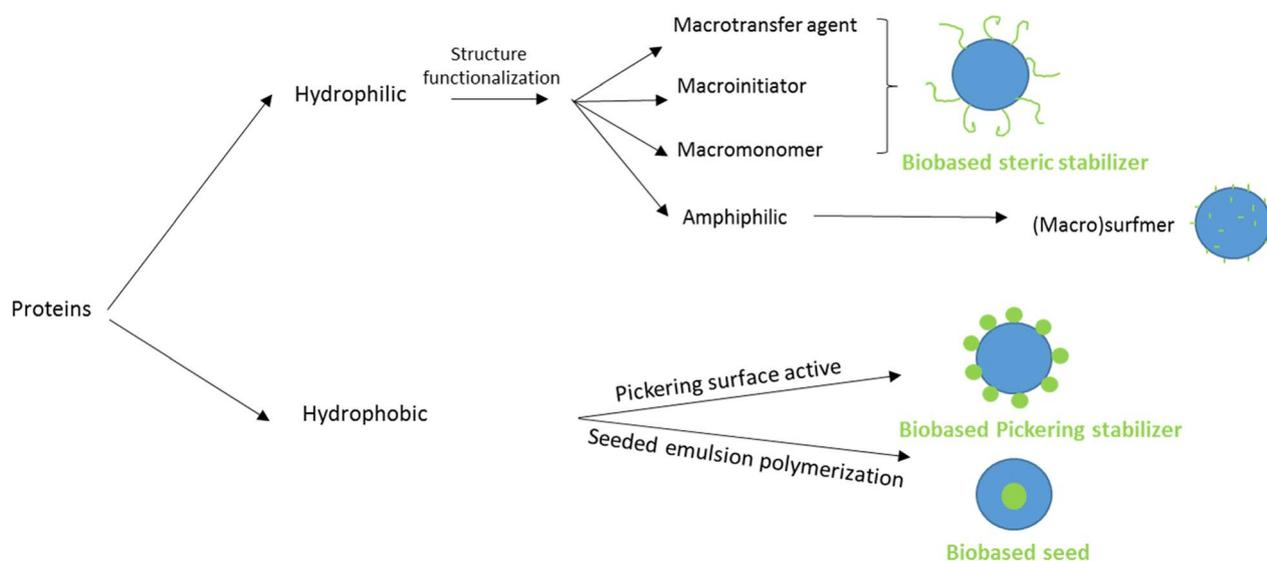 Macrotransfer agent
Structure
functionalization
Hydrophilic
Macroinitiator
Macromonomer
Biobased steric stabilizer
Amphiphilic
(Macro)surfmer
Proteins
Pickering surface active
Hydrophobic
Biobased Pickering stabilizer
Seeded emulsion polymerization
Biobased seed